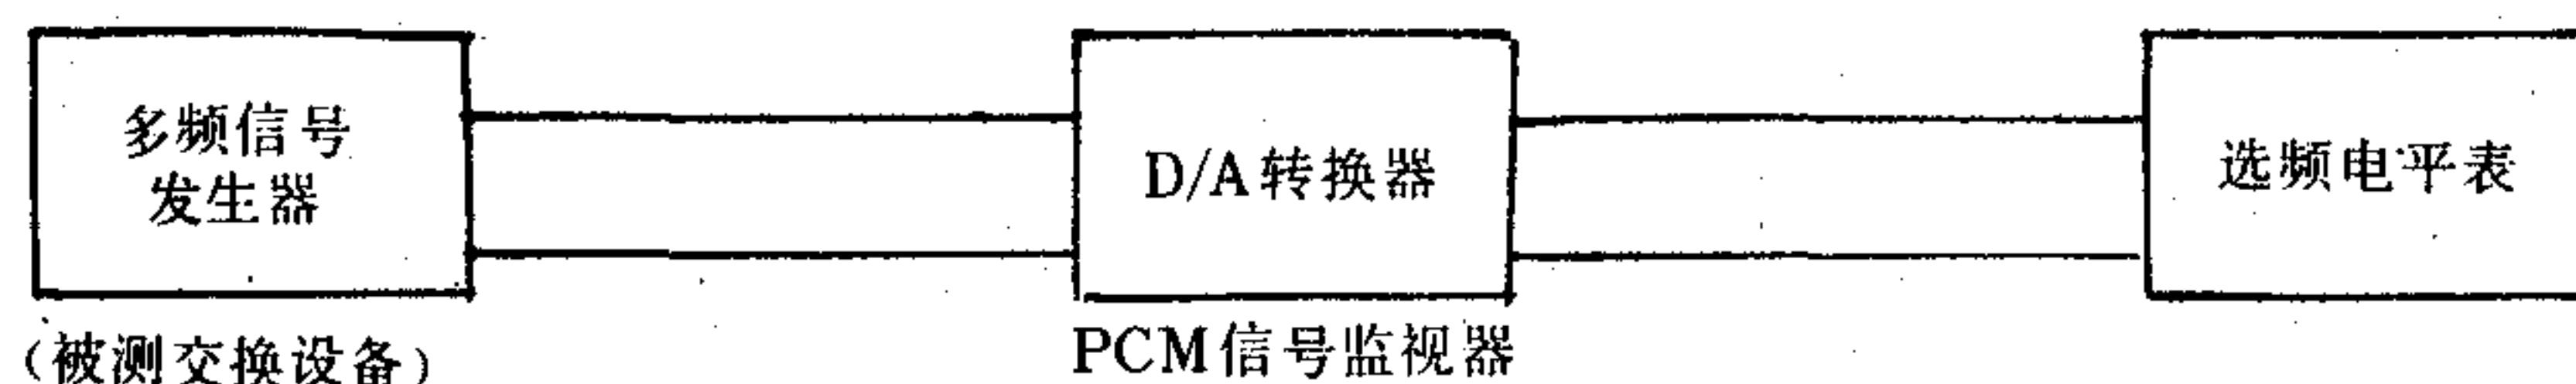 多频信号
发生器
D/A转换器
选频电平表
(被测交换设备)
PCM信号监视器